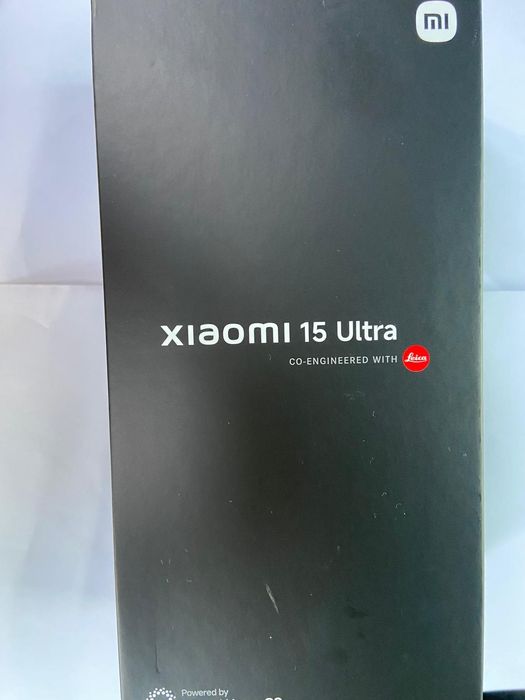 mi
xiaomi 15 Ultra
CO-ENGINEERED WITH Leica
Powered by